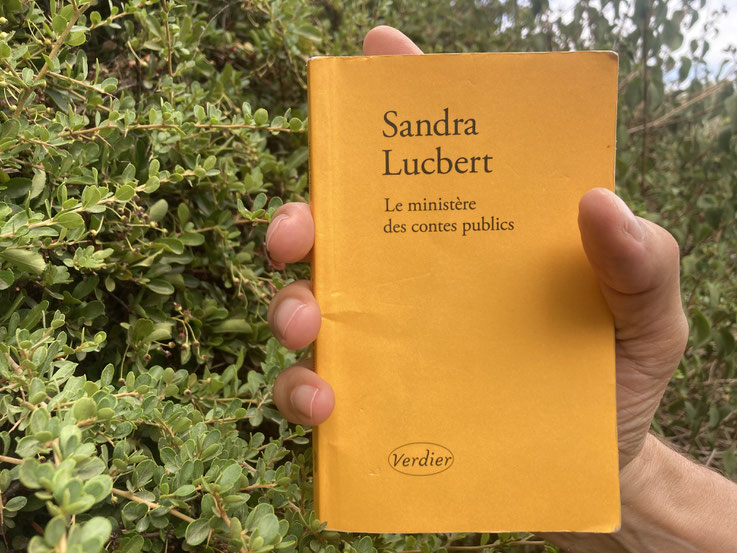 Sandra
Lucbert
Le ministère
des contes publics
Verdier